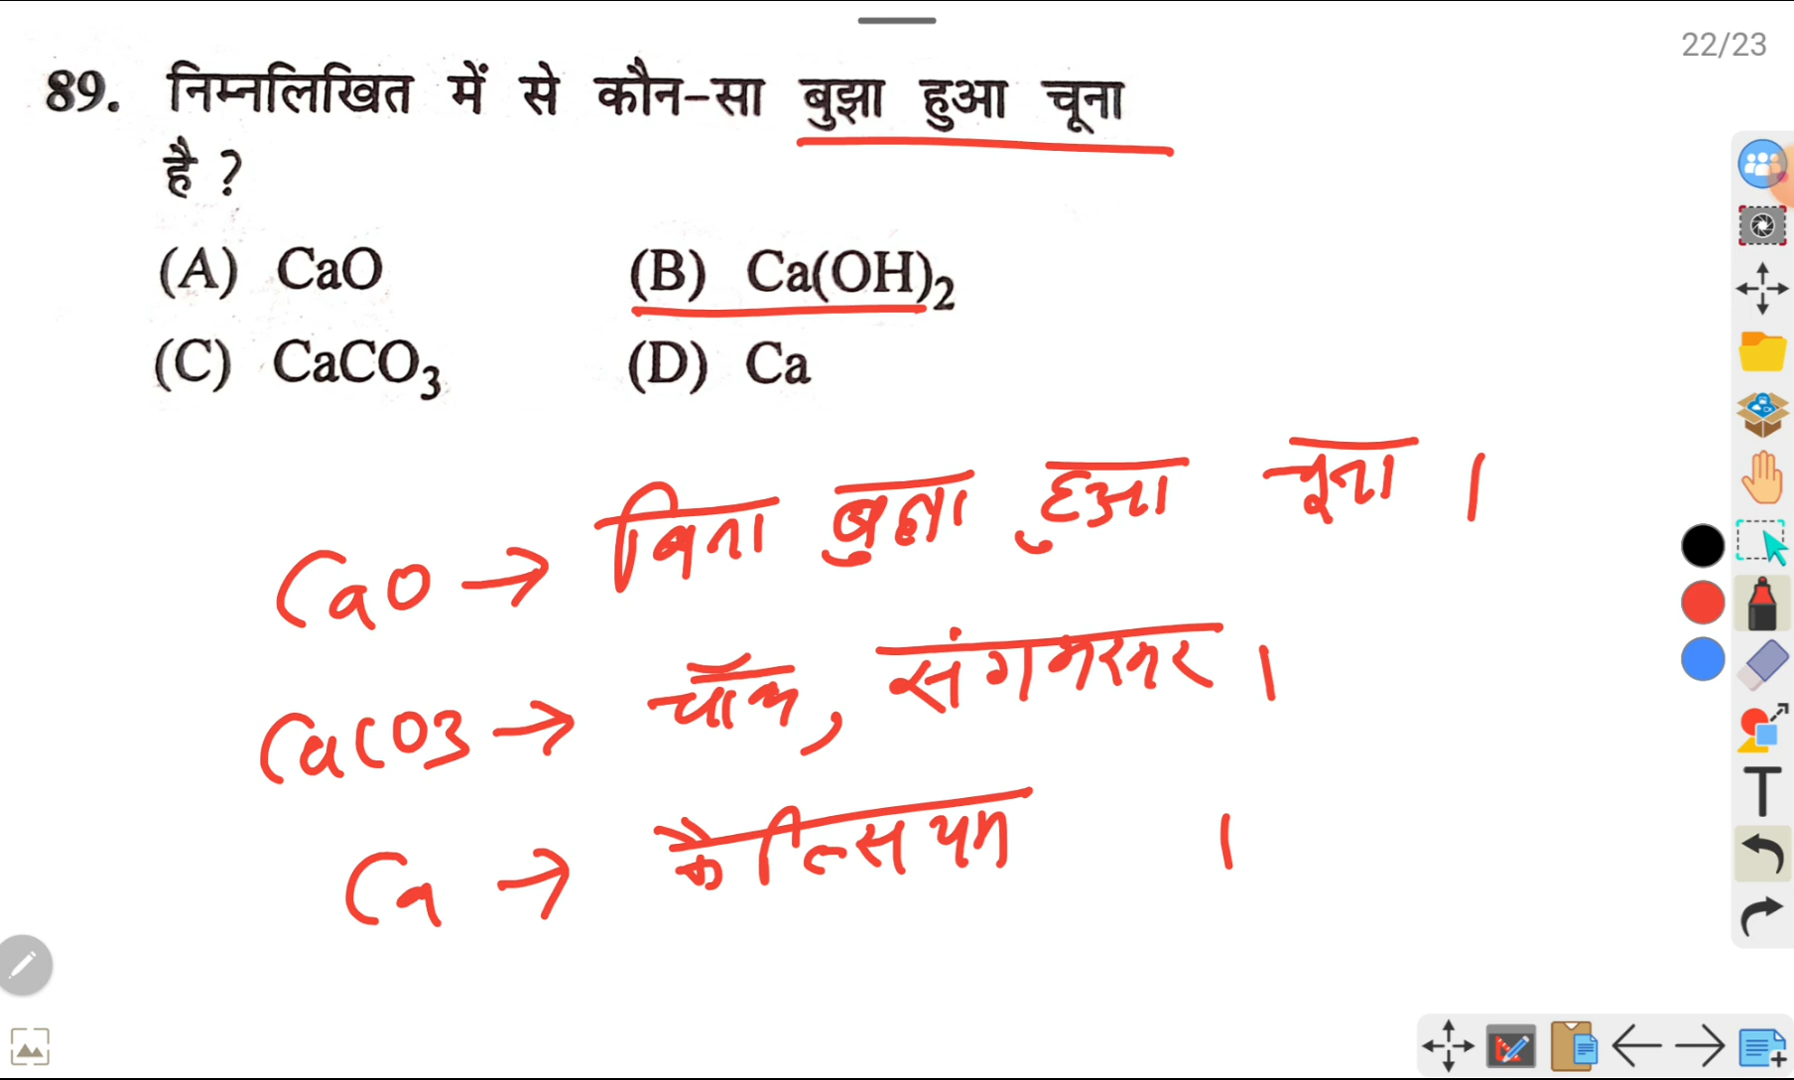 22/23
89. निम्नलिखित में से कौन-सा बुझा हुआ चूना
है ?
(A) CaO (B) Ca(OH)2
(C) CaCO3 (D) Ca
CaO → बिना बुझा हुआ चूना ।
CaCO3 → चॉक, संगमरमर ।
Ca → कैल्सियम ।
T